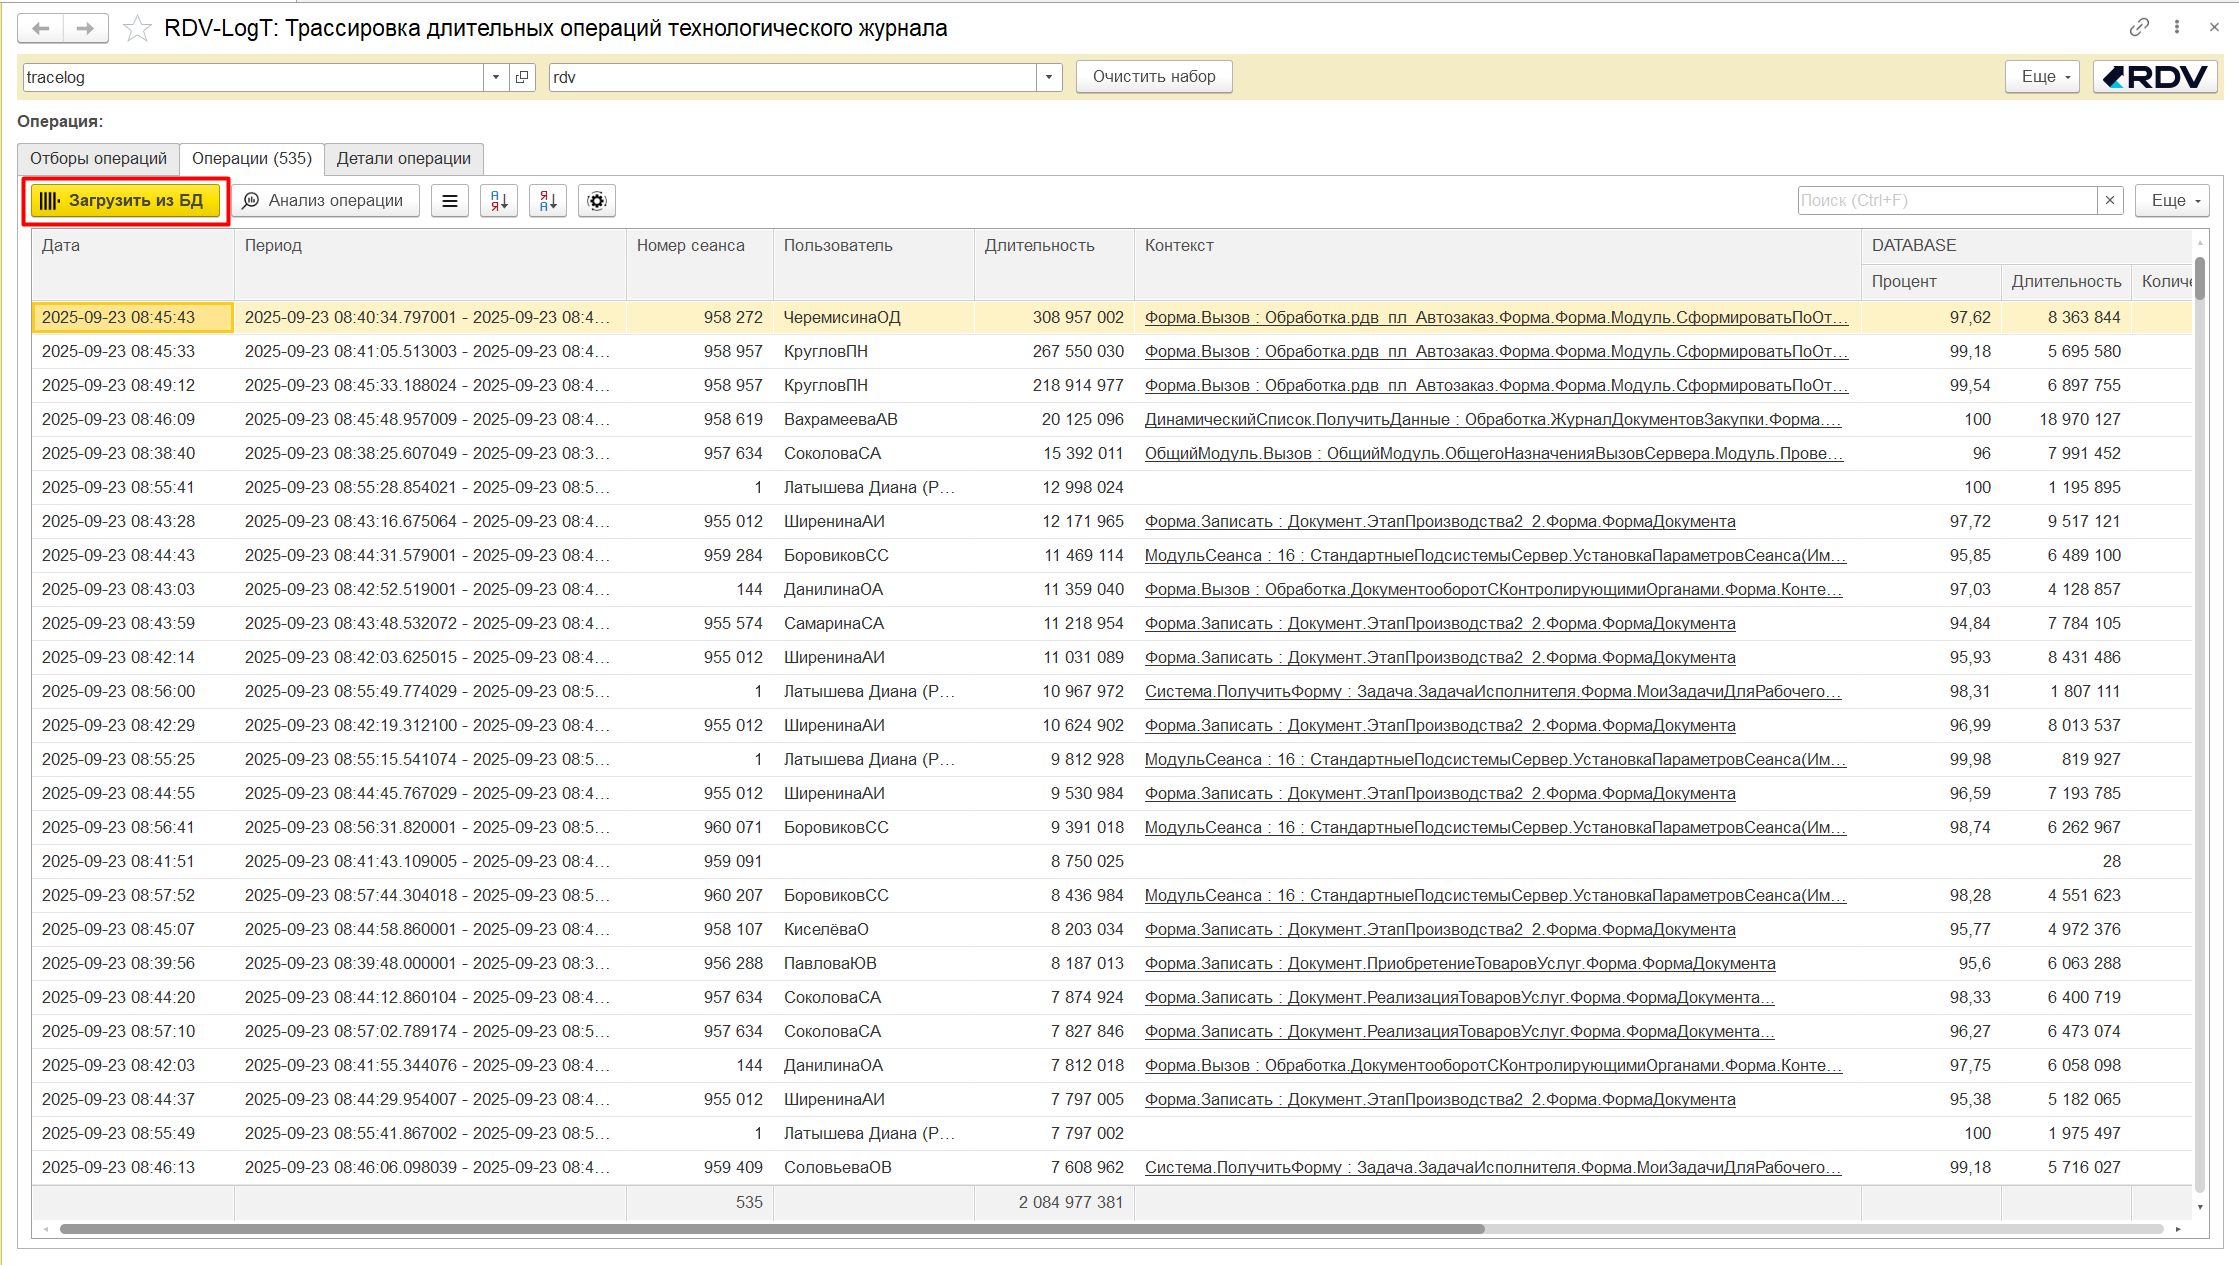 RDV-LogT: Трассировка длительных операций технологического журнала
tracelog rdv Очистить набор Еще RDV
Операция:
Отборы операций Операции (535) Детали операции
Загрузить из БД Анализ операции Поиск (Ctrl+F) Еще
Дата Период Номер сеанса Пользователь Длительность Контекст DATABASE
Процент Длительность Количе
2025-09-23 08:45:43 2025-09-23 08:40:34.797001 - 2025-09-23 08:4... 958 272 ЧеремисинаОД 308 957 002 Форма.Вызов : Обработка.рдв_пл_Автозаказ.Форма.Форма.Модуль.СформироватьПоОт... 97,62 8 363 844
2025-09-23 08:45:33 2025-09-23 08:41:05.513003 - 2025-09-23 08:4... 958 957 КругловПН 267 550 030 Форма.Вызов : Обработка.рдв_пл_Автозаказ.Форма.Форма.Модуль.СформироватьПоОт... 99,18 5 695 580
2025-09-23 08:49:12 2025-09-23 08:45:33.188024 - 2025-09-23 08:4... 958 957 КругловПН 218 914 977 Форма.Вызов : Обработка.рдв_пл_Автозаказ.Форма.Форма.Модуль.СформироватьПоОт... 99,54 6 897 755
2025-09-23 08:46:09 2025-09-23 08:45:48.957009 - 2025-09-23 08:4... 958 619 ВахрамееваАВ 20 125 096 ДинамическийСписок.ПолучитьДанные : Обработка.ЖурналДокументовЗакупки.Форма.... 100 18 970 127
2025-09-23 08:38:40 2025-09-23 08:38:25.607049 - 2025-09-23 08:3... 957 634 СоколоваСА 15 392 011 ОбщийМодуль.Вызов : ОбщийМодуль.ОбщегоНазначенияВызовСервера.Модуль.Прове... 96 7 991 452
2025-09-23 08:55:41 2025-09-23 08:55:28.854021 - 2025-09-23 08:5... 1 Латышева Диана (Р... 12 998 024 100 1 195 895
2025-09-23 08:43:28 2025-09-23 08:43:16.675064 - 2025-09-23 08:4... 955 012 ШиренинаАИ 12 171 965 Форма.Записать : Документ.ЭтапПроизводства2_2.Форма.ФормаДокумента 97,72 9 517 121
2025-09-23 08:44:43 2025-09-23 08:44:31.579001 - 2025-09-23 08:4... 959 284 БоровиковСС 11 469 114 МодульСеанса : 16 : СтандартныеПодсистемыСервер.УстановкаПараметровСеанса(Им... 95,85 6 489 100
2025-09-23 08:43:03 2025-09-23 08:42:52.519001 - 2025-09-23 08:4... 144 ДанилинаОА 11 359 040 Форма.Вызов : Обработка.ДокументооборотСКонтролирующимиОрганами.Форма.Конте... 97,03 4 128 857
2025-09-23 08:43:59 2025-09-23 08:43:48.532072 - 2025-09-23 08:4... 955 574 СамаринаСА 11 218 954 Форма.Записать : Документ.ЭтапПроизводства2_2.Форма.ФормаДокумента 94,84 7 784 105
2025-09-23 08:42:14 2025-09-23 08:42:03.625015 - 2025-09-23 08:4... 955 012 ШиренинаАИ 11 031 089 Форма.Записать : Документ.ЭтапПроизводства2_2.Форма.ФормаДокумента 95,93 8 431 486
2025-09-23 08:56:00 2025-09-23 08:55:49.774029 - 2025-09-23 08:5... 1 Латышева Диана (Р... 10 967 972 Система.ПолучитьФорму : Задача.ЗадачаИсполнителя.Форма.МоиЗадачиДляРабочего... 98,31 1 807 111
2025-09-23 08:42:29 2025-09-23 08:42:19.312100 - 2025-09-23 08:4... 955 012 ШиренинаАИ 10 624 902 Форма.Записать : Документ.ЭтапПроизводства2_2.Форма.ФормаДокумента 96,99 8 013 537
2025-09-23 08:55:25 2025-09-23 08:55:15.541074 - 2025-09-23 08:5... 1 Латышева Диана (Р... 9 812 928 МодульСеанса : 16 : СтандартныеПодсистемыСервер.УстановкаПараметровСеанса(Им... 99,98 819 927
2025-09-23 08:44:55 2025-09-23 08:44:45.767029 - 2025-09-23 08:4... 955 012 ШиренинаАИ 9 530 984 Форма.Записать : Документ.ЭтапПроизводства2_2.Форма.ФормаДокумента 96,59 7 193 785
2025-09-23 08:56:41 2025-09-23 08:56:31.820001 - 2025-09-23 08:5... 960 071 БоровиковСС 9 391 018 МодульСеанса : 16 : СтандартныеПодсистемыСервер.УстановкаПараметровСеанса(Им... 98,74 6 262 967
2025-09-23 08:41:51 2025-09-23 08:41:43.109005 - 2025-09-23 08:4... 959 091 8 750 025 28
2025-09-23 08:57:52 2025-09-23 08:57:44.304018 - 2025-09-23 08:5... 960 207 БоровиковСС 8 436 984 МодульСеанса : 16 : СтандартныеПодсистемыСервер.УстановкаПараметровСеанса(Им... 98,28 4 551 623
2025-09-23 08:45:07 2025-09-23 08:44:58.860001 - 2025-09-23 08:4... 958 107 КиселёваО 8 203 034 Форма.Записать : Документ.ЭтапПроизводства2_2.Форма.ФормаДокумента 95,77 4 972 376
2025-09-23 08:39:56 2025-09-23 08:39:48.000001 - 2025-09-23 08:3... 956 288 ПавловаЮВ 8 187 013 Форма.Записать : Документ.ПриобретениеТоваровУслуг.Форма.ФормаДокумента 95,6 6 063 288
2025-09-23 08:44:20 2025-09-23 08:44:12.860104 - 2025-09-23 08:4... 957 634 СоколоваСА 7 874 924 Форма.Записать : Документ.РеализацияТоваровУслуг.Форма.ФормаДокумента... 98,33 6 400 719
2025-09-23 08:57:10 2025-09-23 08:57:02.789174 - 2025-09-23 08:5... 957 634 СоколоваСА 7 827 846 Форма.Записать : Документ.РеализацияТоваровУслуг.Форма.ФормаДокумента... 96,27 6 473 074
2025-09-23 08:42:03 2025-09-23 08:41:55.344076 - 2025-09-23 08:4... 144 ДанилинаОА 7 812 018 Форма.Вызов : Обработка.ДокументооборотСКонтролирующимиОрганами.Форма.Конте... 97,75 6 058 098
2025-09-23 08:44:37 2025-09-23 08:44:29.954007 - 2025-09-23 08:4... 955 012 ШиренинаАИ 7 797 005 Форма.Записать : Документ.ЭтапПроизводства2_2.Форма.ФормаДокумента 95,38 5 182 065
2025-09-23 08:55:49 2025-09-23 08:55:41.867002 - 2025-09-23 08:5... 1 Латышева Диана (Р... 7 797 002 100 1 975 497
2025-09-23 08:46:13 2025-09-23 08:46:06.098039 - 2025-09-23 08:4... 959 409 СоловьеваОВ 7 608 962 Система.ПолучитьФорму : Задача.ЗадачаИсполнителя.Форма.МоиЗадачиДляРабочего... 99,18 5 716 027
535 2 084 977 381